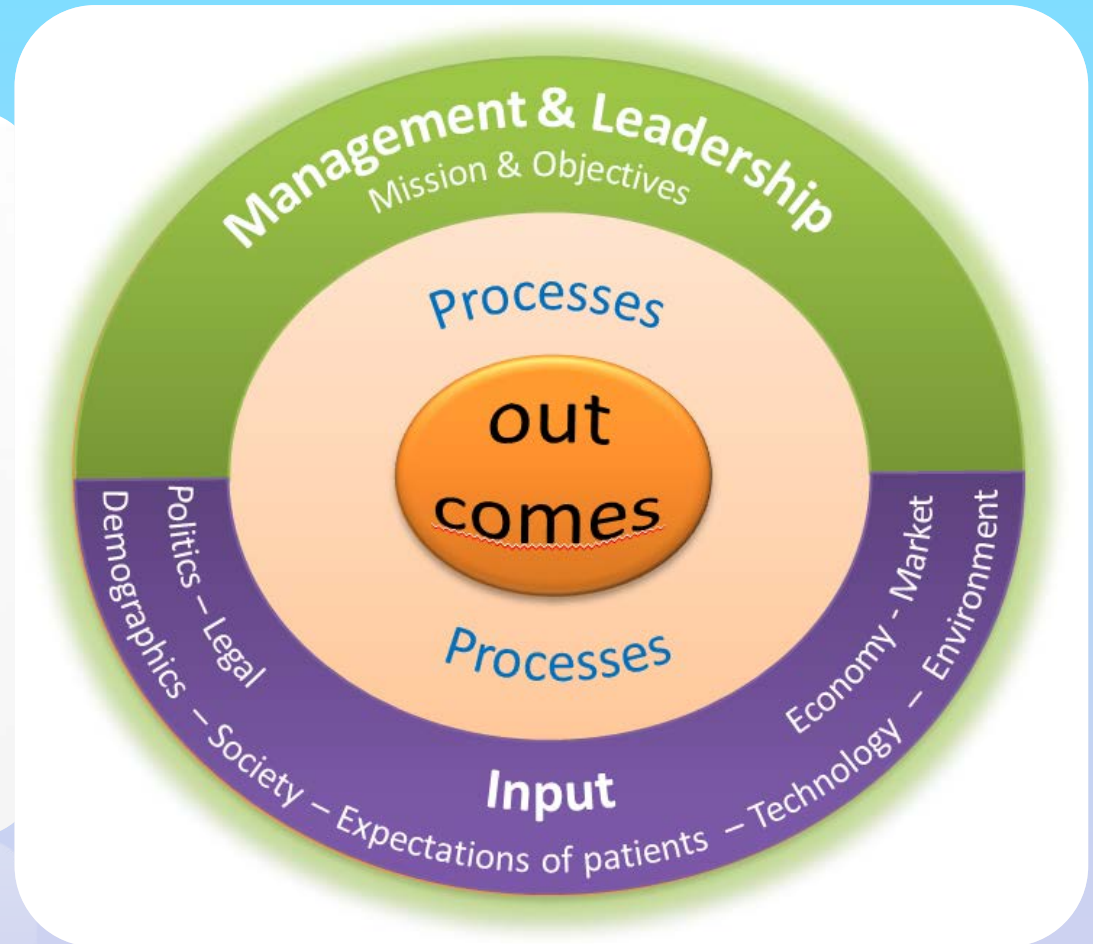 Management & Leadership
Mission & Objectives
Processes
out
comes
Processes
Politics – Legal
Economy - Market
Input
Demographics – Society – Expectations of patients – Technology – Environment